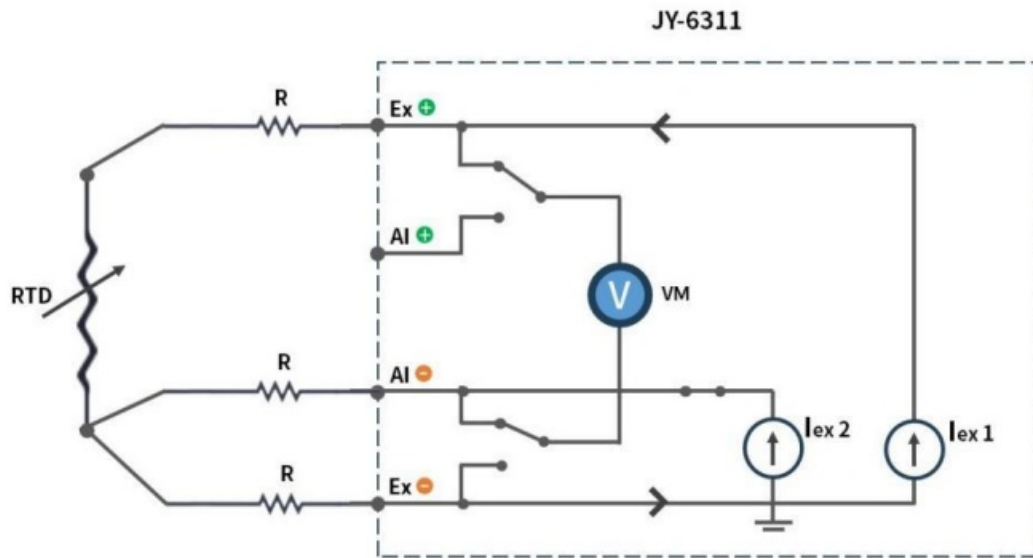 JY-6311
R
Ex +
AI +
RTD
V VM
R
AI -
Iex 2
Iex 1
R
Ex -